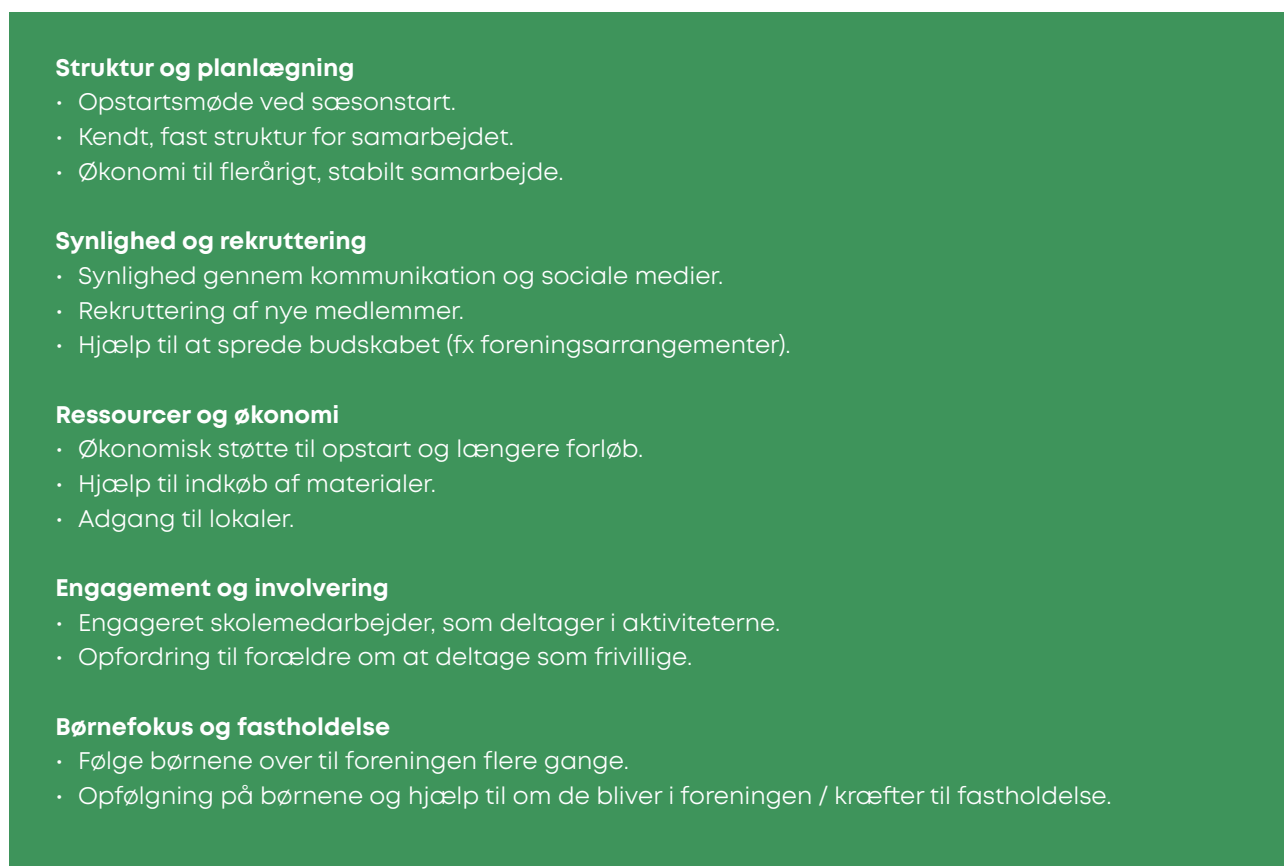 Struktur og planlægning
· Opstartsmøde ved sæsonstart.
· Kendt, fast struktur for samarbejdet.
· Økonomi til flerårigt, stabilt samarbejde.
Synlighed og rekruttering
· Synlighed gennem kommunikation og sociale medier.
· Rekruttering af nye medlemmer.
· Hjælp til at sprede budskabet (fx foreningsarrangementer).
Ressourcer og økonomi
· Økonomisk støtte til opstart og længere forløb.
· Hjælp til indkøb af materialer.
· Adgang til lokaler.
Engagement og involvering
· Engageret skolemedarbejder, som deltager i aktiviteterne.
· Opfordring til forældre om at deltage som frivillige.
Børnefokus og fastholdelse
· Følge børnene over til foreningen flere gange.
· Opfølgning på børnene og hjælp til om de bliver i foreningen / kræfter til fastholdelse.